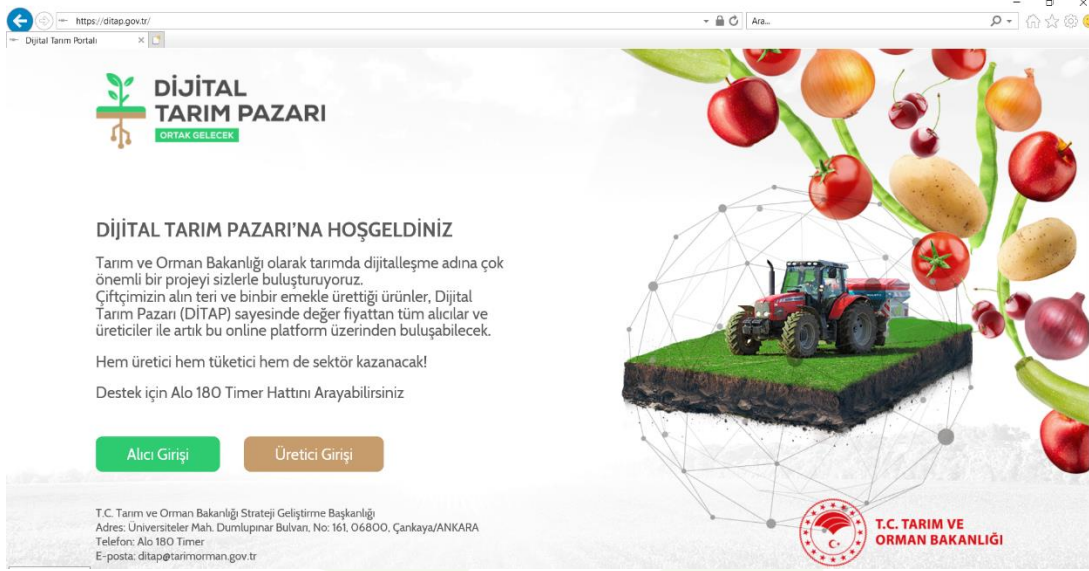 https://ditap.gov.tr/
Ara...
Dijital Tarım Portalı
DİJİTAL
TARIM PAZARI
ORTAK GELECEK
DİJİTAL TARIM PAZARI'NA HOŞGELDİNİZ
Tarım ve Orman Bakanlığı olarak tarımda dijitalleşme adına çok
önemli bir projeyi sizlerle buluşturuyoruz.
Çiftçimizin alın teri ve binbir emekle ürettiği ürünler, Dijital
Tarım Pazarı (DİTAP) sayesinde değer fiyattan tüm alıcılar ve
üreticiler ile artık bu online platform üzerinden buluşabilecek.
Hem üretici hem tüketici hem de sektör kazanacak!
Destek için Alo 180 Timer Hattını Arayabilirsiniz
Alıcı Girişi
Üretici Girişi
T.C. Tarım ve Orman Bakanlığı Strateji Geliştirme Başkanlığı
Adres: Üniversiteler Mah. Dumlupınar Bulvarı, No: 161, 06800, Çankaya/ANKARA
Telefon: Alo 180 Timer
E-posta: ditap@tarimorman.gov.tr
T.C. TARIM VE
ORMAN BAKANLIĞI